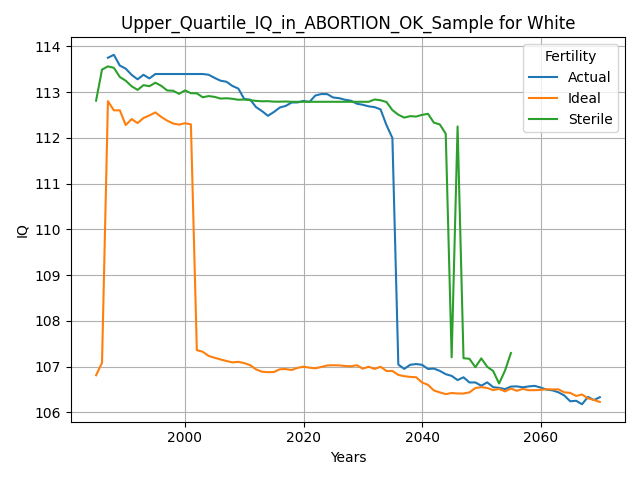 Upper_Quartile_IQ_in_ABORTION_OK_Sample for White
Fertility
Actual
Ideal
Sterile
114
113
112
111
110
109
108
107
106
IQ
2000
2020
2040
2060
Years